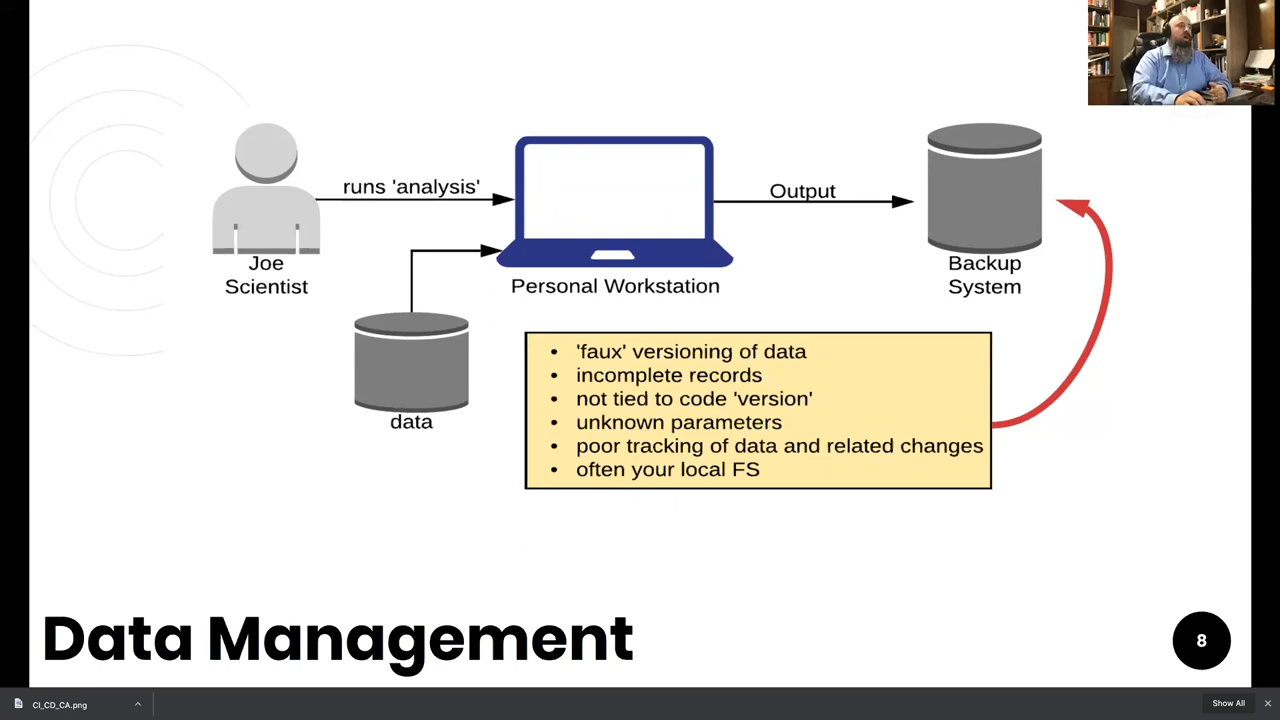 runs 'analysis'
Output
Joe
Scientist
Personal Workstation
Backup
System
data
• 'faux' versioning of data
• incomplete records
• not tied to code 'version'
• unknown parameters
• poor tracking of data and related changes
• often your local FS
Data Management
8
CI_CD_CA.png
Show All